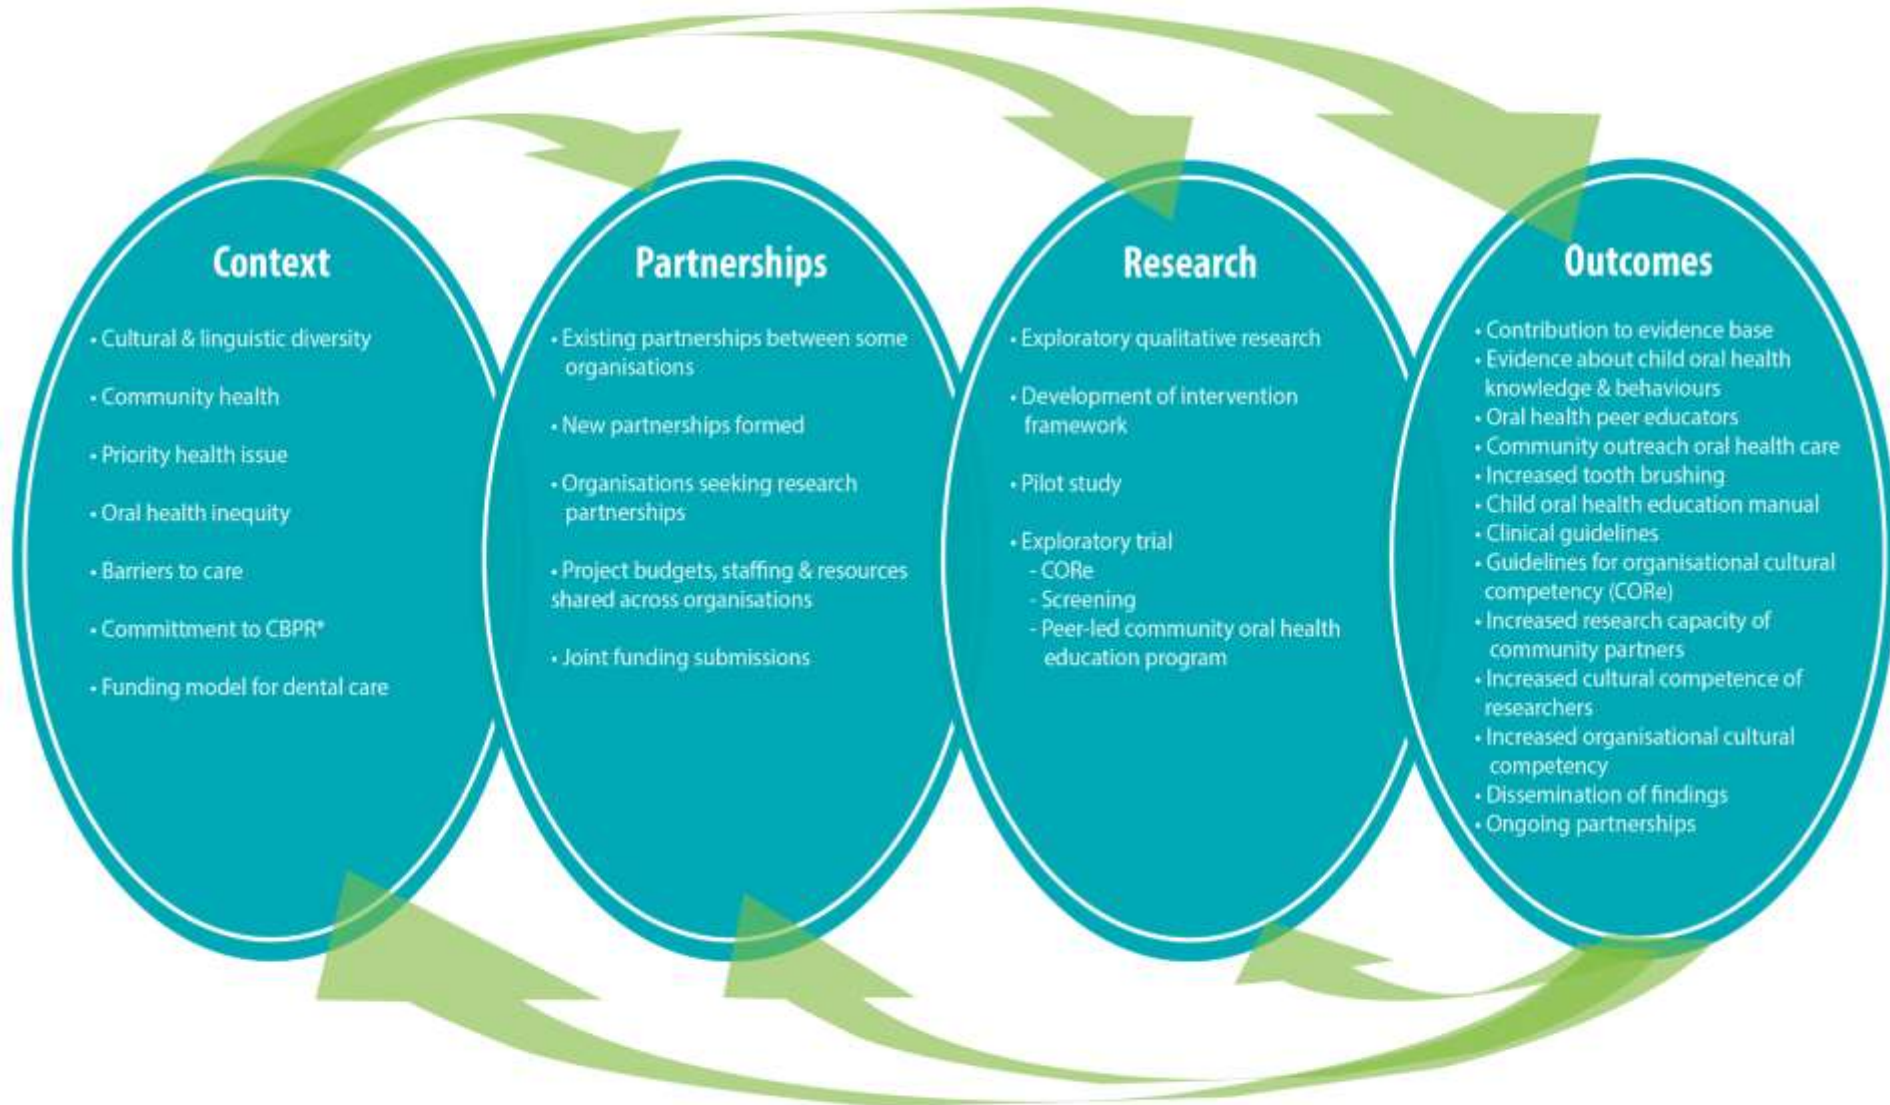 Context
• Cultural & linguistic diversity
• Community health
• Priority health issue
• Oral health inequity
• Barriers to care
• Committment to CBPR*
• Funding model for dental care
Partnerships
• Existing partnerships between some
organisations
• New partnerships formed
• Organisations seeking research
partnerships
• Project budgets, staffing & resources
shared across organisations
• Joint funding submissions
Research
• Exploratory qualitative research
• Development of intervention
framework
• Pilot study
• Exploratory trial
- CORe
- Screening
- Peer-led community oral health
education program
Outcomes
• Contribution to evidence base
• Evidence about child oral health
knowledge & behaviours
• Oral health peer educators
• Community outreach oral health care
• Increased tooth brushing
• Child oral health education manual
• Clinical guidelines
• Guidelines for organisational cultural
competency (CORe)
• Increased research capacity of
community partners
• Increased cultural competence of
researchers
• Increased organisational cultural
competency
• Dissemination of findings
• Ongoing partnerships